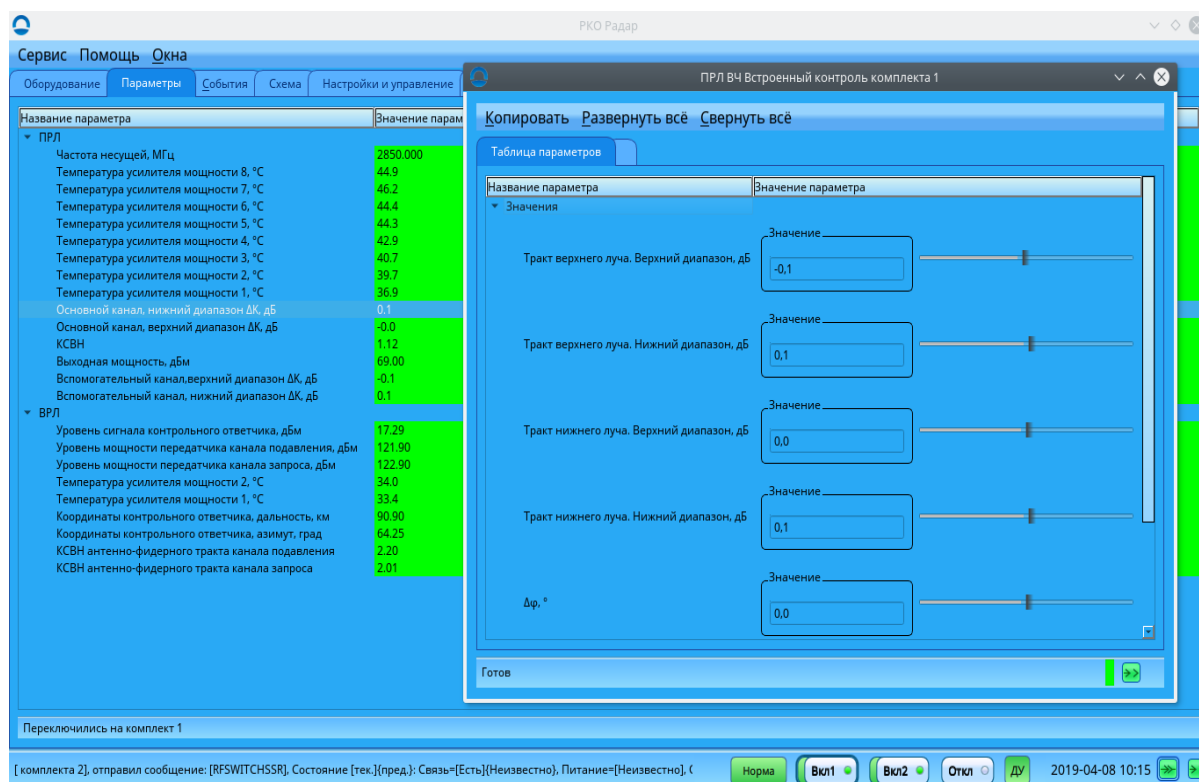 РКО Радар
Сервис Помощь Окна
Оборудование Параметры События Схема Настройки и управление
Название параметра Значение парам
ПРЛ
Частота несущей, МГц 2850.000
Температура усилителя мощности 8, °C 44.9
Температура усилителя мощности 7, °C 46.2
Температура усилителя мощности 6, °C 44.4
Температура усилителя мощности 5, °C 44.3
Температура усилителя мощности 4, °C 42.9
Температура усилителя мощности 3, °C 40.7
Температура усилителя мощности 2, °C 39.7
Температура усилителя мощности 1, °C 36.9
Основной канал, нижний диапазон ΔK, дБ 0.1
Основной канал, верхний диапазон ΔK, дБ -0.0
КСВН 1.12
Выходная мощность, дБм 69.00
Вспомогательный канал,верхний диапазон ΔK, дБ -0.1
Вспомогательный канал, нижний диапазон ΔK, дБ 0.1
ВРЛ
Уровень сигнала контрольного ответчика, дБм 17.29
Уровень мощности передатчика канала подавления, дБм 121.90
Уровень мощности передатчика канала запроса, дБм 122.90
Температура усилителя мощности 2, °C 34.0
Температура усилителя мощности 1, °C 33.4
Координаты контрольного ответчика, дальность, км 90.90
Координаты контрольного ответчика, азимут, град 64.25
КСВН антенно-фидерного тракта канала подавления 2.20
КСВН антенно-фидерного тракта канала запроса 2.01
ПРЛ ВЧ Встроенный контроль комплекта 1
Копировать Развернуть всё Свернуть всё
Таблица параметров
Название параметра Значение параметра
Значения
Значение
Тракт верхнего луча. Верхний диапазон, дБ -0,1
Значение
Тракт верхнего луча. Нижний диапазон, дБ 0,1
Значение
Тракт нижнего луча. Верхний диапазон, дБ 0,0
Значение
Тракт нижнего луча. Нижний диапазон, дБ 0,1
Значение
Δφ, ° 0,0
Готов
Переключились на комплект 1
[ комплекта 2], отправил сообщение: [RFSWITCHSSR], Состояние [тек.]{пред.}: Связь=[Есть]{Неизвестно}, Питание=[Неизвестно], Норма Вкл1 Вкл2 Откл ДУ 2019-04-08 10:15